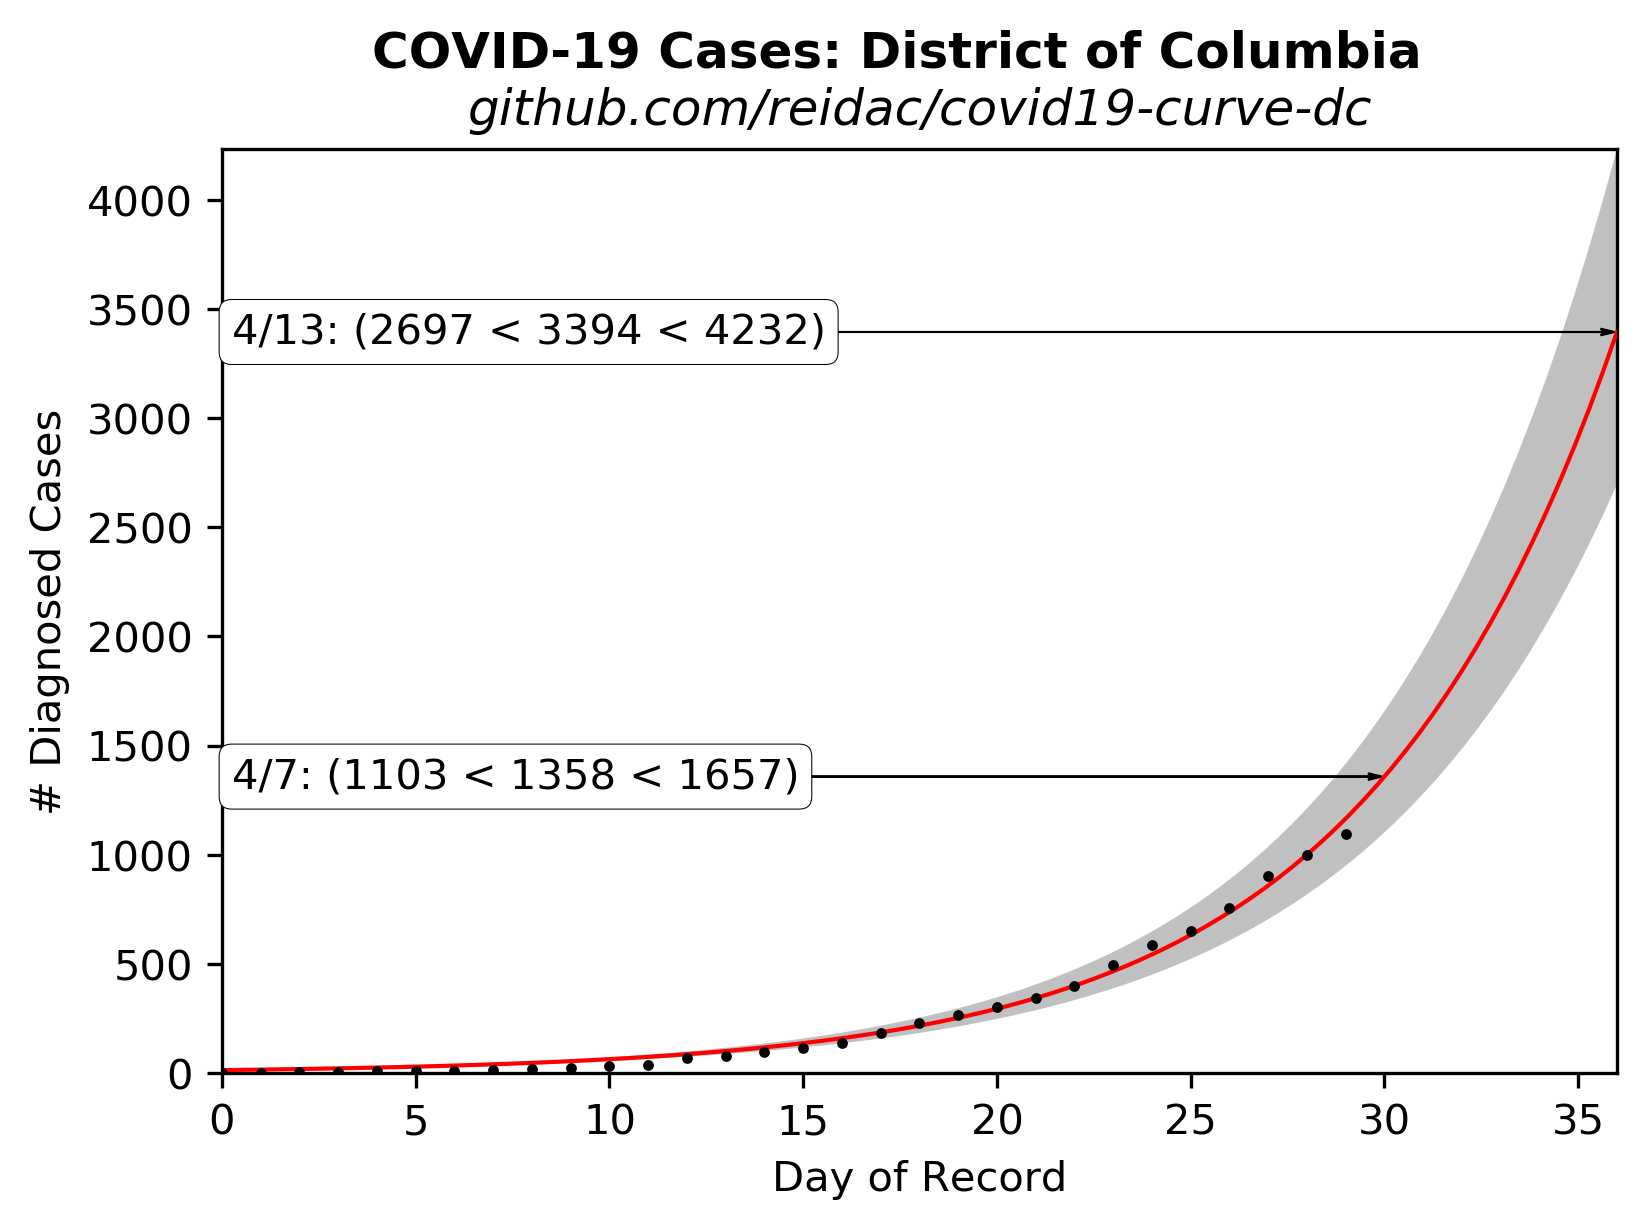 COVID-19 Cases: District of Columbia
github.com/reidac/covid19-curve-dc
# Diagnosed Cases
4000
3500
3000
2500
2000
1500
1000
500
0
4/13: (2697 < 3394 < 4232)
4/7: (1103 < 1358 < 1657)
0 5 10 15 20 25 30 35
Day of Record